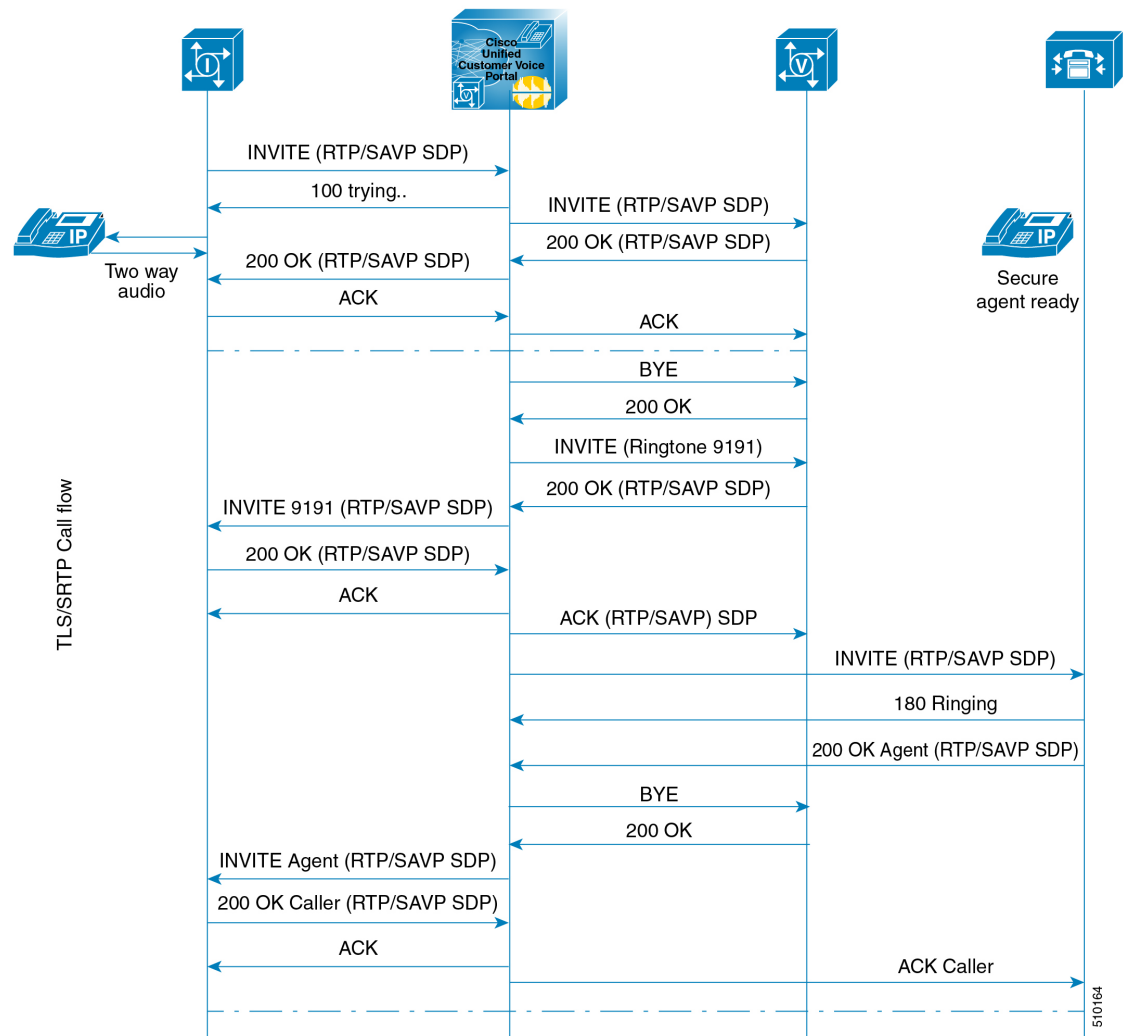 Cisco
Unified
Customer Voice
Portal
I
V
V
INVITE (RTP/SAVP SDP)
100 trying..
INVITE (RTP/SAVP SDP)
IP
IP
200 OK (RTP/SAVP SDP)
200 OK (RTP/SAVP SDP)
Two way
audio
Secure
agent ready
ACK
ACK
BYE
200 OK
INVITE (Ringtone 9191)
200 OK (RTP/SAVP SDP)
INVITE 9191 (RTP/SAVP SDP)
200 OK (RTP/SAVP SDP)
ACK
ACK (RTP/SAVP) SDP
TLS/SRTP Call flow
INVITE (RTP/SAVP SDP)
180 Ringing
200 OK Agent (RTP/SAVP SDP)
BYE
200 OK
INVITE Agent (RTP/SAVP SDP)
200 OK Caller (RTP/SAVP SDP)
ACK
ACK Caller
510164